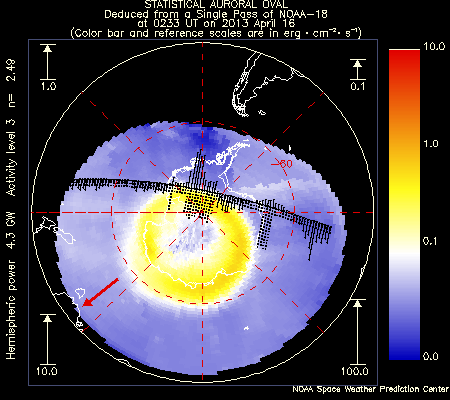 STATISTICAL AURORAL OVAL
Deduced from a Single Pass of NOAA-18
at 0233 UT on 2013 April 16
(Color bar and reference scales are in erg · cm⁻² · s⁻¹)
Hemispheric power 4.3 GW Activity level 3 n= 2.49
1.0
0.1
-60
10.0
100.0
10.0
1.0
0.1
0.0
NOAA Space Weather Prediction Center